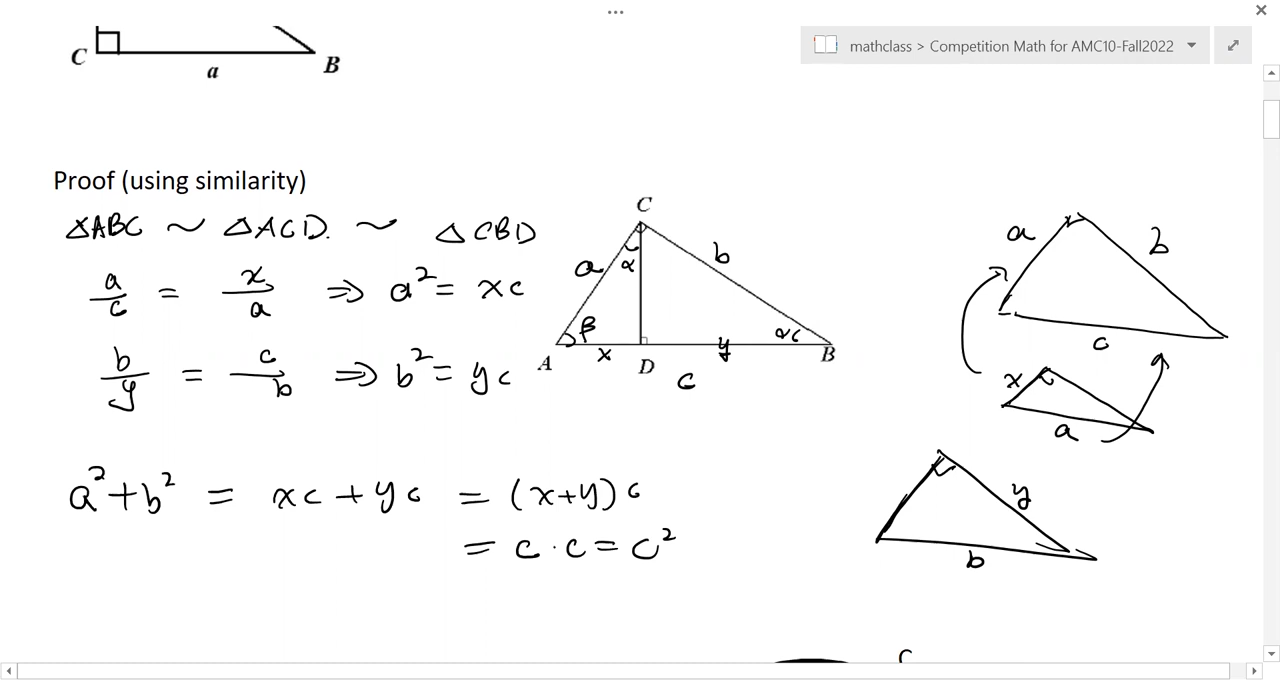 ...
mathclass > Competition Math for AMC10-Fall2022
C
a
B
Proof (using similarity)
△ABC ~ △ACD. ~ △CBD
a/c = x/a ⇒ a² = xc
b/y = c/b ⇒ b² = yc
a² + b² = xc + yc = (x+y)c
= c · c = c²
C
a
α
b
β
A
x
D
y
B
c
a
b
c
x
a
y
b